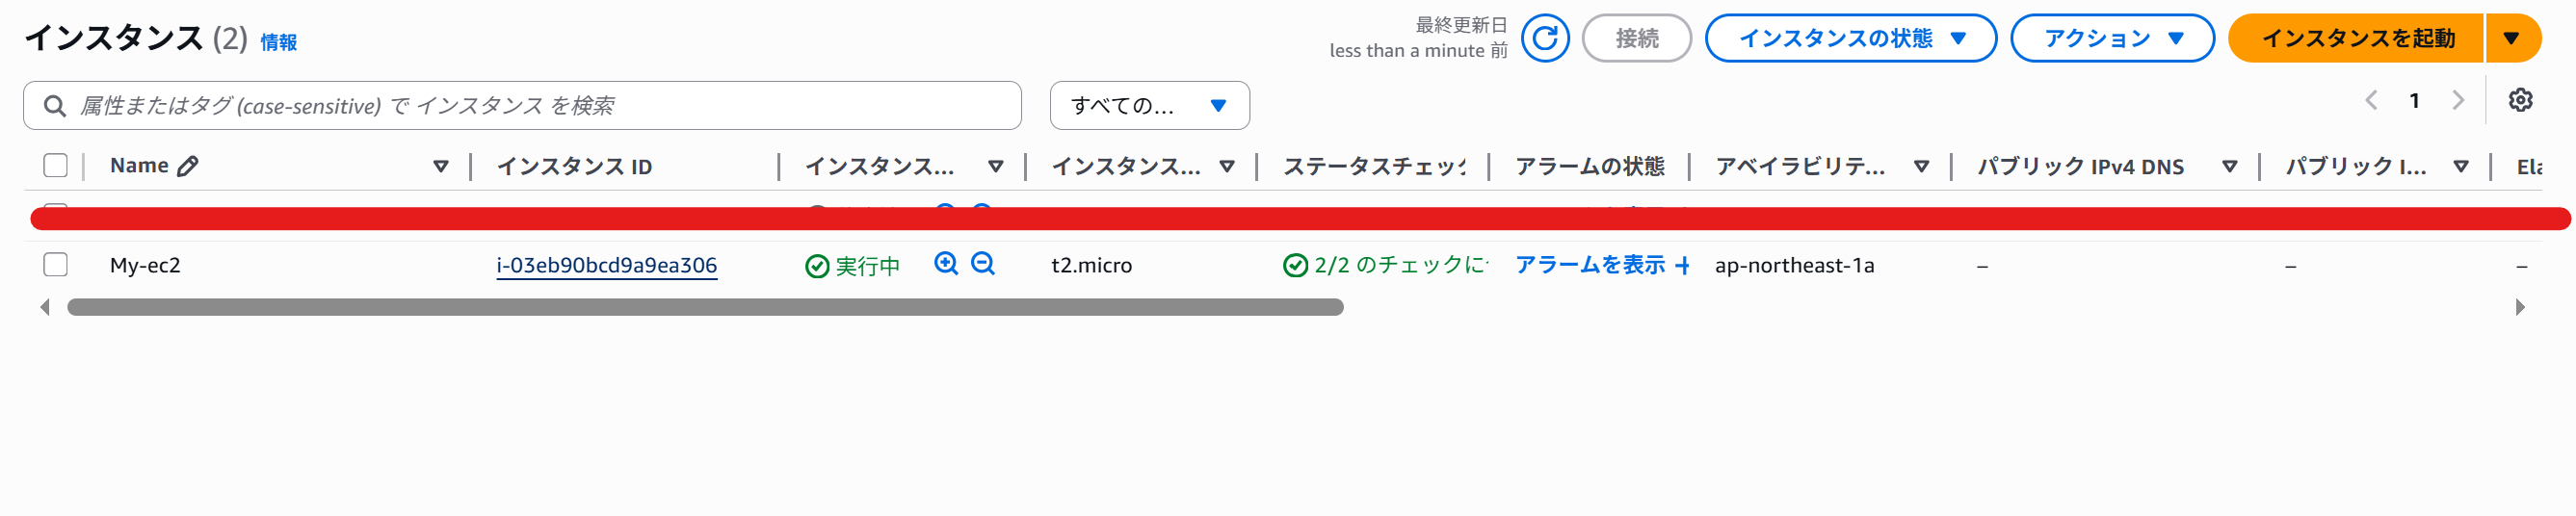 インスタンス (2) 情報
最終更新日
less than a minute 前
接続
インスタンスの状態
アクション
インスタンスを起動
属性またはタグ (case-sensitive) で インスタンス を検索
すべての...
1
Name インスタンス ID インスタンス... インスタンス... ステータスチェック アラームの状態 アベイラビリテ... パブリック IPv4 DNS パブリック I... Ela
My-ec2 i-03eb90bcd9a9ea306 実行中 t2.micro 2/2 のチェックに アラームを表示 + ap-northeast-1a – – –